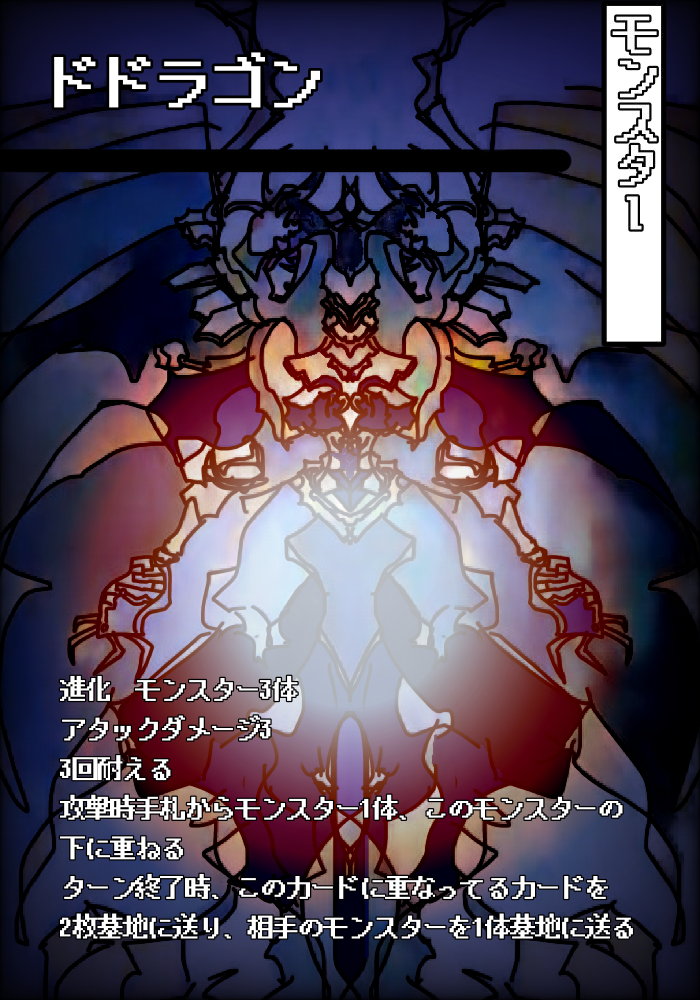 ドドラゴン
モンスター
進化　モンスター3体
アタックダメージ3
3回耐える
攻撃時手札からモンスター1体、このモンスターの
下に重ねる
ターン終了時、このカードに重なってるカードを
2枚墓地に送り、相手のモンスターを1体墓地に送る